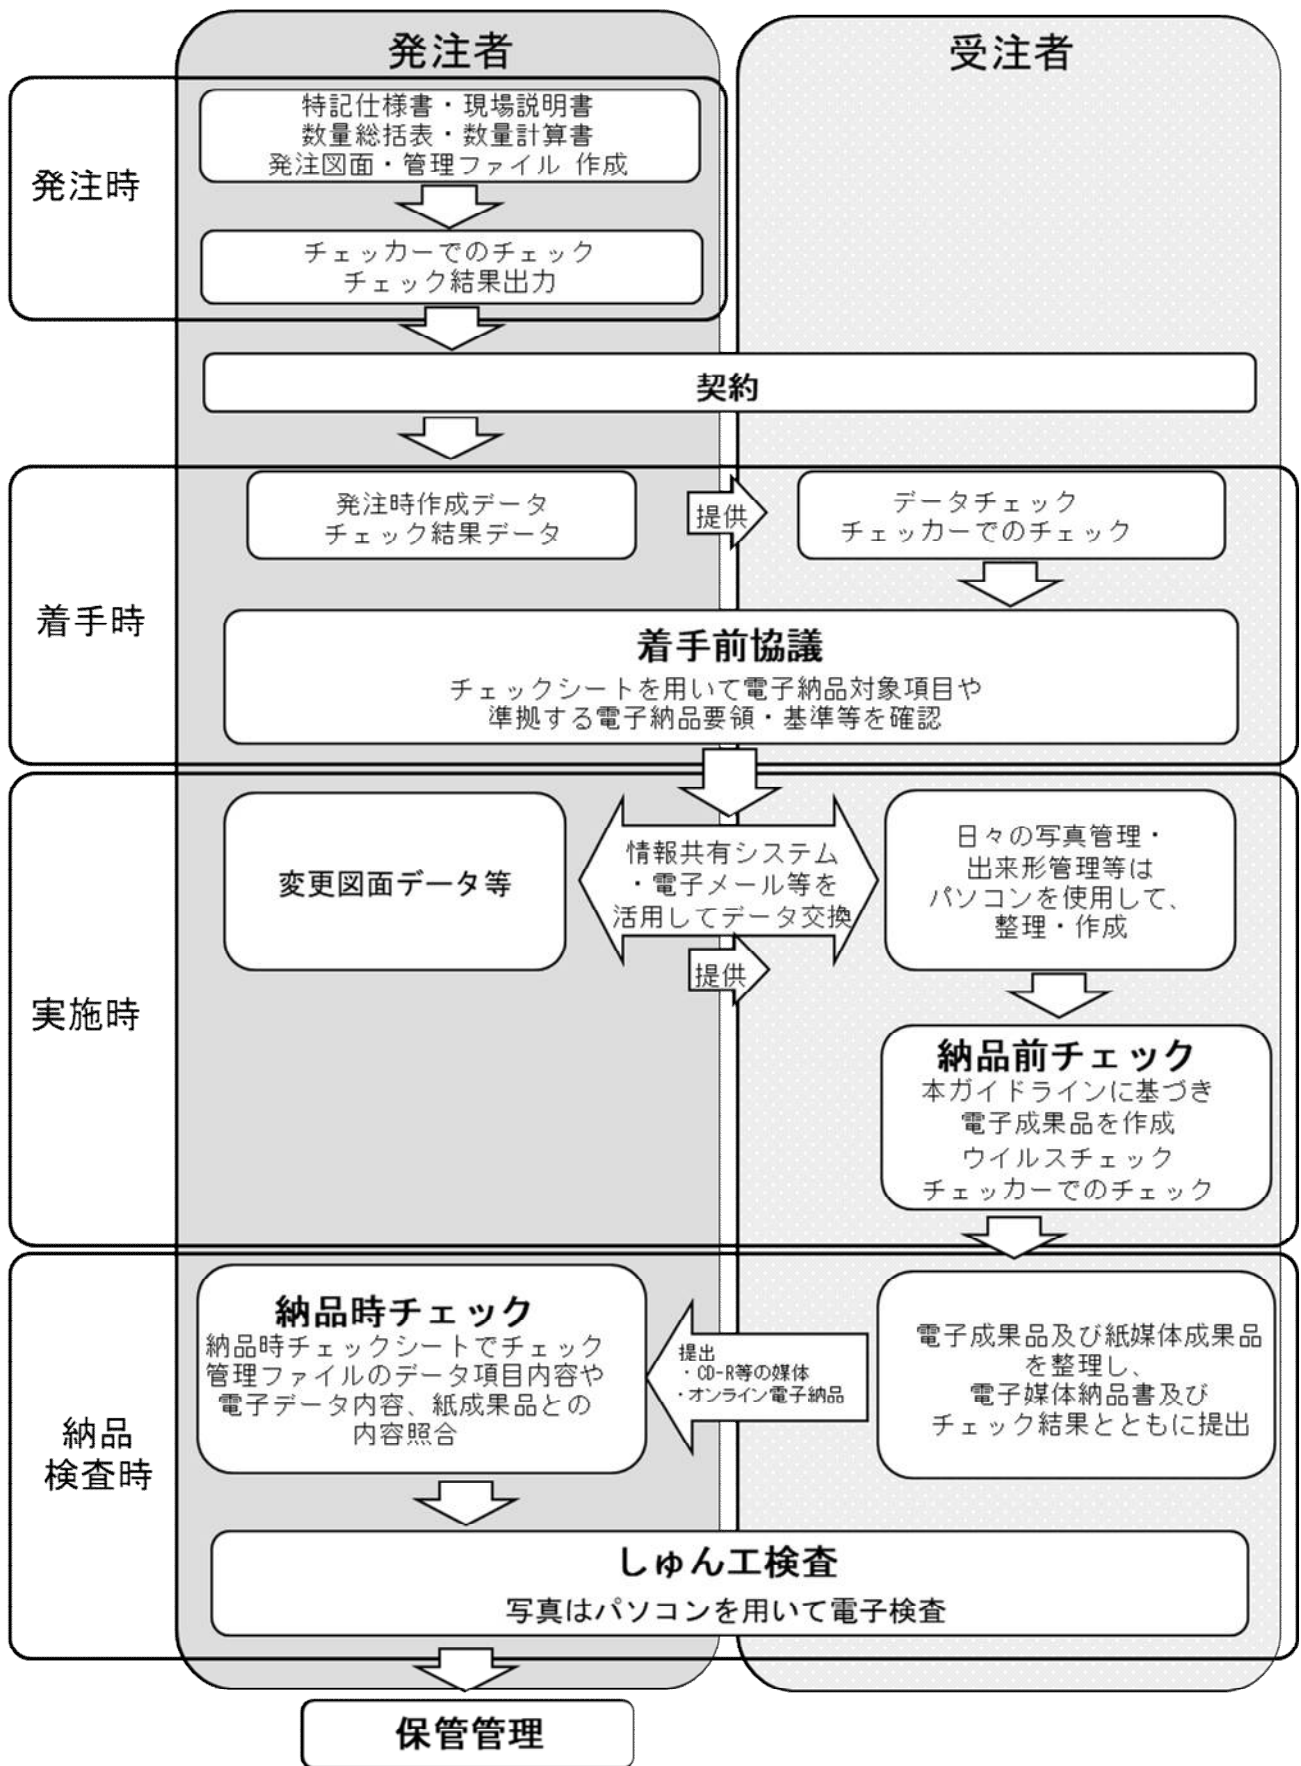 発注者
受注者
発注時
特記仕様書・現場説明書
数量総括表・数量計算書
発注図面・管理ファイル 作成
チェッカーでのチェック
チェック結果出力
契約
着手時
発注時作成データ
チェック結果データ
提供
データチェック
チェッカーでのチェック
着手前協議
チェックシートを用いて電子納品対象項目や
準拠する電子納品要領・基準等を確認
実施時
変更図面データ等
情報共有システム
・電子メール等を
活用してデータ交換
提供
日々の写真管理・
出来形管理等は
パソコンを使用して、
整理・作成
納品前チェック
本ガイドラインに基づき
電子成果品を作成
ウイルスチェック
チェッカーでのチェック
納品
検査時
納品時チェック
納品時チェックシートでチェック
管理ファイルのデータ項目内容や
電子データ内容、紙成果品との
内容照合
提出
・CD-R等の媒体
・オンライン電子納品
電子成果品及び紙媒体成果品
を整理し、
電子媒体納品書及び
チェック結果とともに提出
しゅん工検査
写真はパソコンを用いて電子検査
保管管理